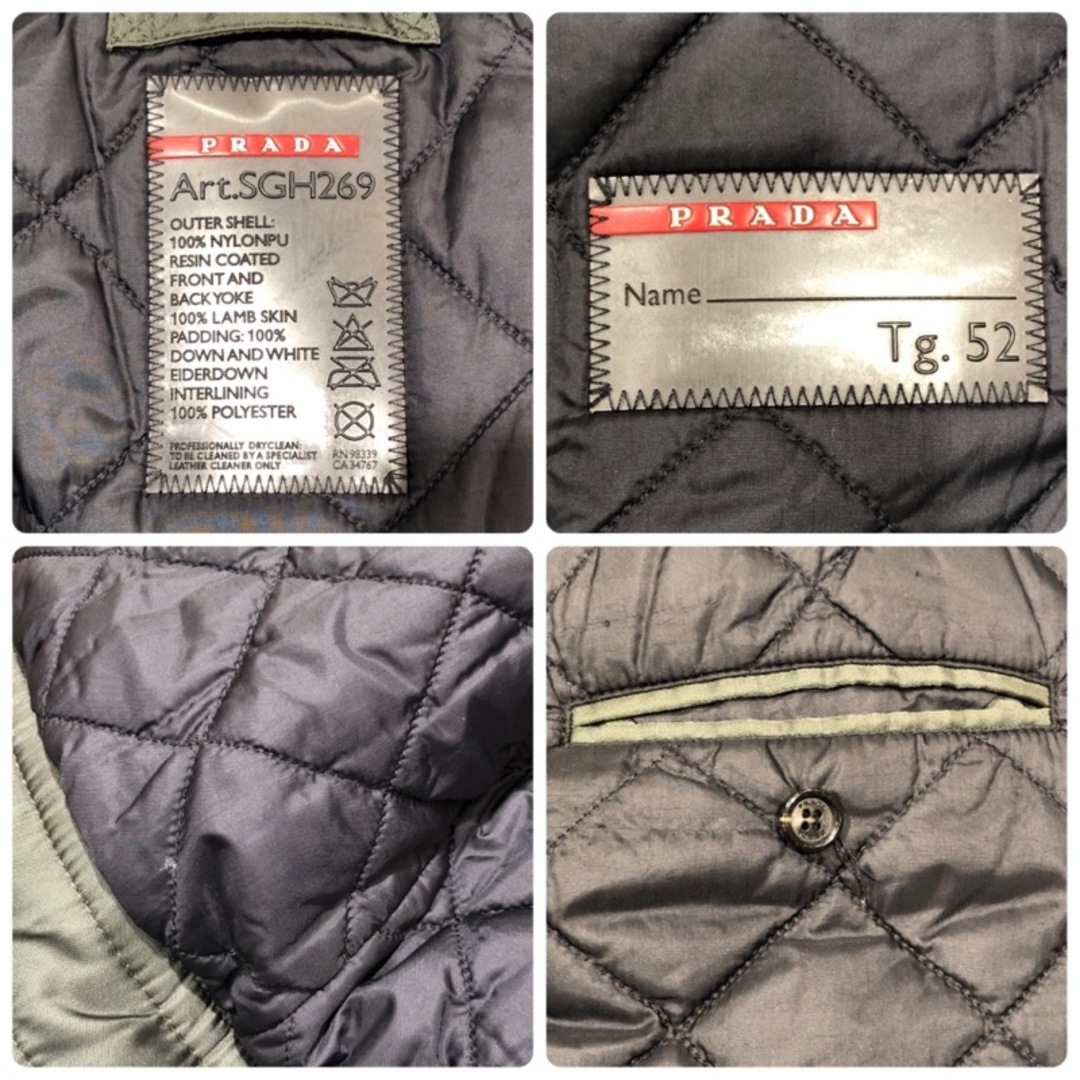 PRADA
Art.SGH269
OUTER SHELL:
100% NYLONPU
RESIN COATED
FRONT AND
BACK YOKE
100% LAMB SKIN
PADDING: 100%
DOWN AND WHITE
EIDERDOWN
INTERLINING
100% POLYESTER
PROFESSIONALLY DRYCLEAN:
TO BE CLEANED BY A SPECIALIST
LEATHER CLEANER ONLY
RN 98339
CA 34767
PRADA
Name
Tg. 52